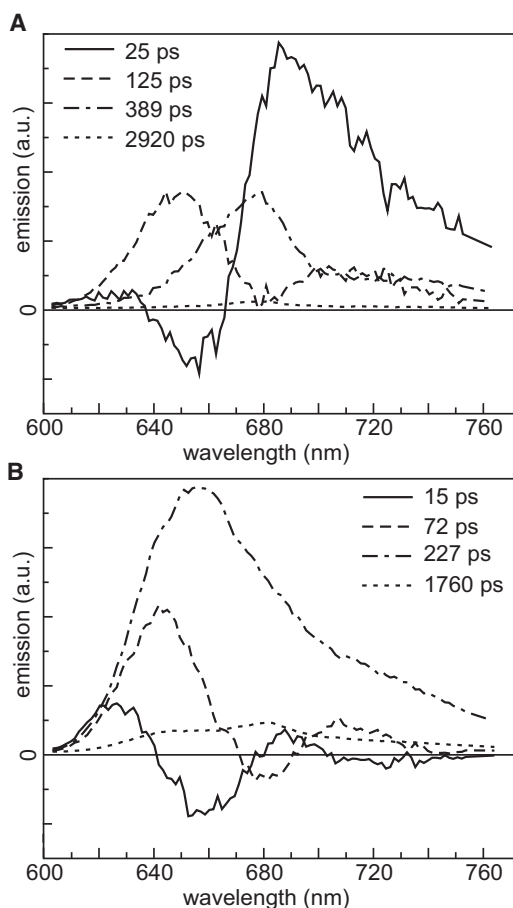 A
25 ps
125 ps
389 ps
2920 ps
emission (a.u.)
0
600 640 680 720 760
wavelength (nm)
B
15 ps
72 ps
227 ps
1760 ps
emission (a.u.)
0
600 640 680 720 760
wavelength (nm)